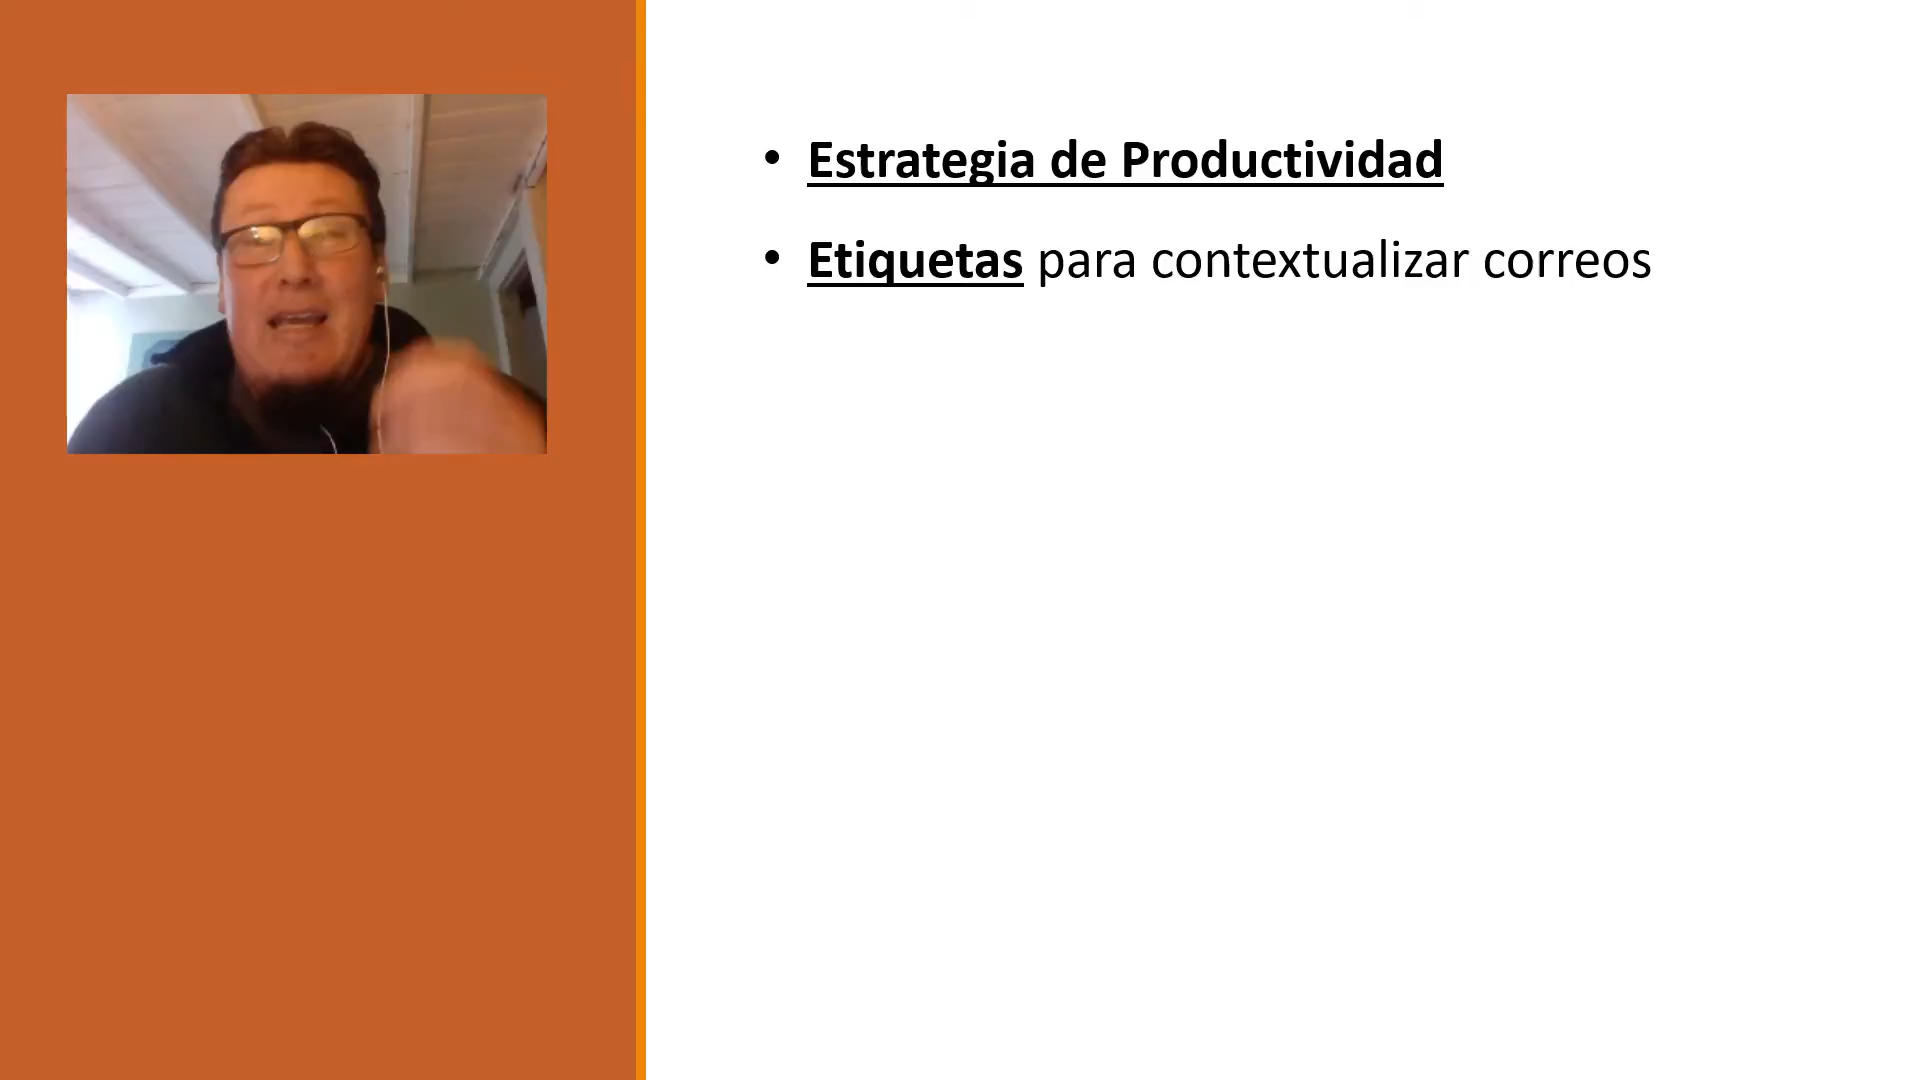 • Estrategia de Productividad
• Etiquetas para contextualizar correos